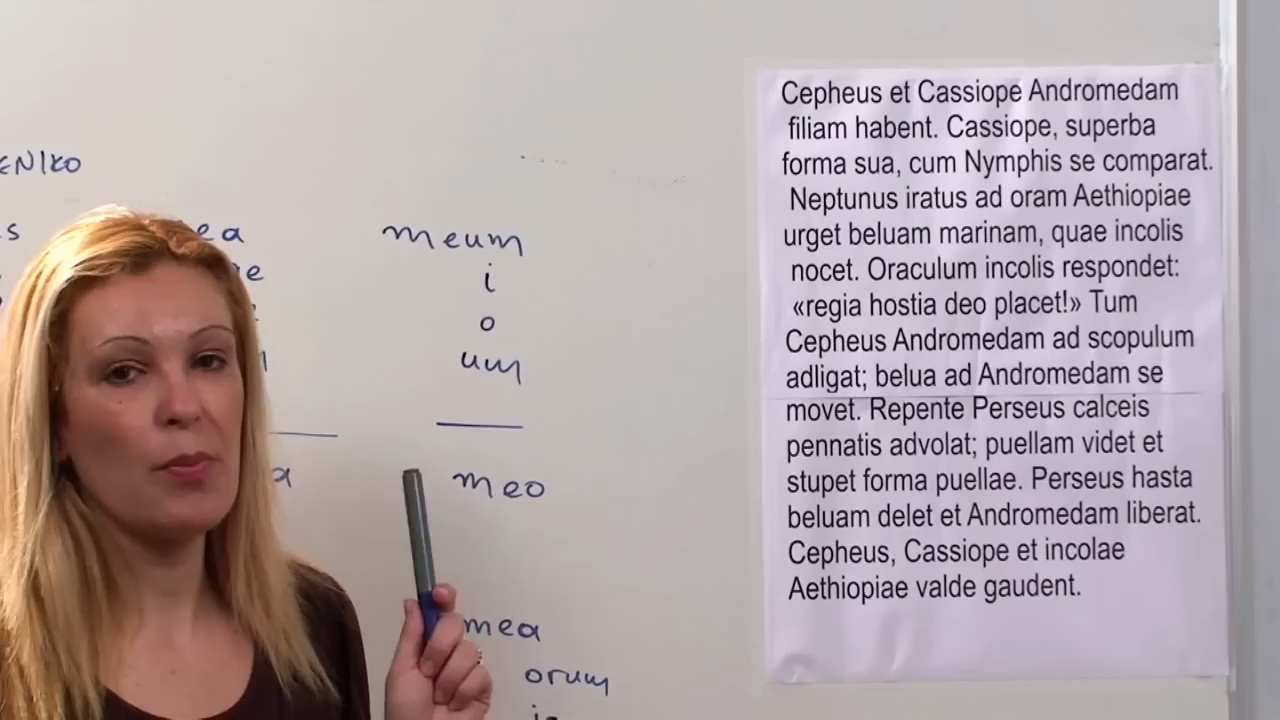 ΕΝΙΚΟ
meum
i
o
um
meo
mea
orum
Cepheus et Cassiope Andromedam
filiam habent. Cassiope, superba
forma sua, cum Nymphis se comparat.
Neptunus iratus ad oram Aethiopiae
urget beluam marinam, quae incolis
nocet. Oraculum incolis respondet:
«regia hostia deo placet!» Tum
Cepheus Andromedam ad scopulum
adligat; belua ad Andromedam se
movet. Repente Perseus calceis
pennatis advolat; puellam videt et
stupet forma puellae. Perseus hasta
beluam delet et Andromedam liberat.
Cepheus, Cassiope et incolae
Aethiopiae valde gaudent.